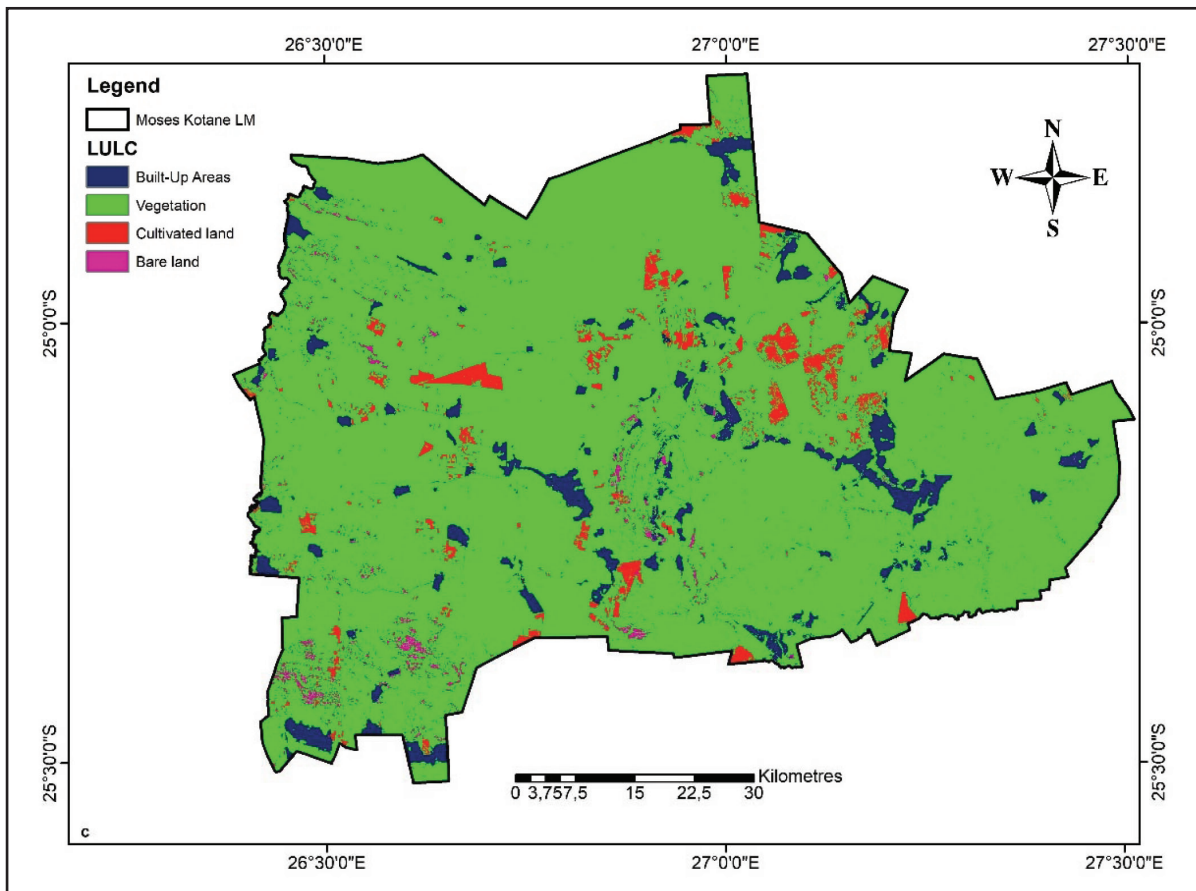 26°30'0"E 27°0'0"E 27°30'0"E
Legend
Moses Kotane LM
LULC
Built-Up Areas
Vegetation
Cultivated land
Bare land
N
W E
S
25°0'0"S 25°0'0"S
25°30'0"S 25°30'0"S
Kilometres
0 3,757,5 15 22,5 30
c
26°30'0"E 27°0'0"E 27°30'0"E